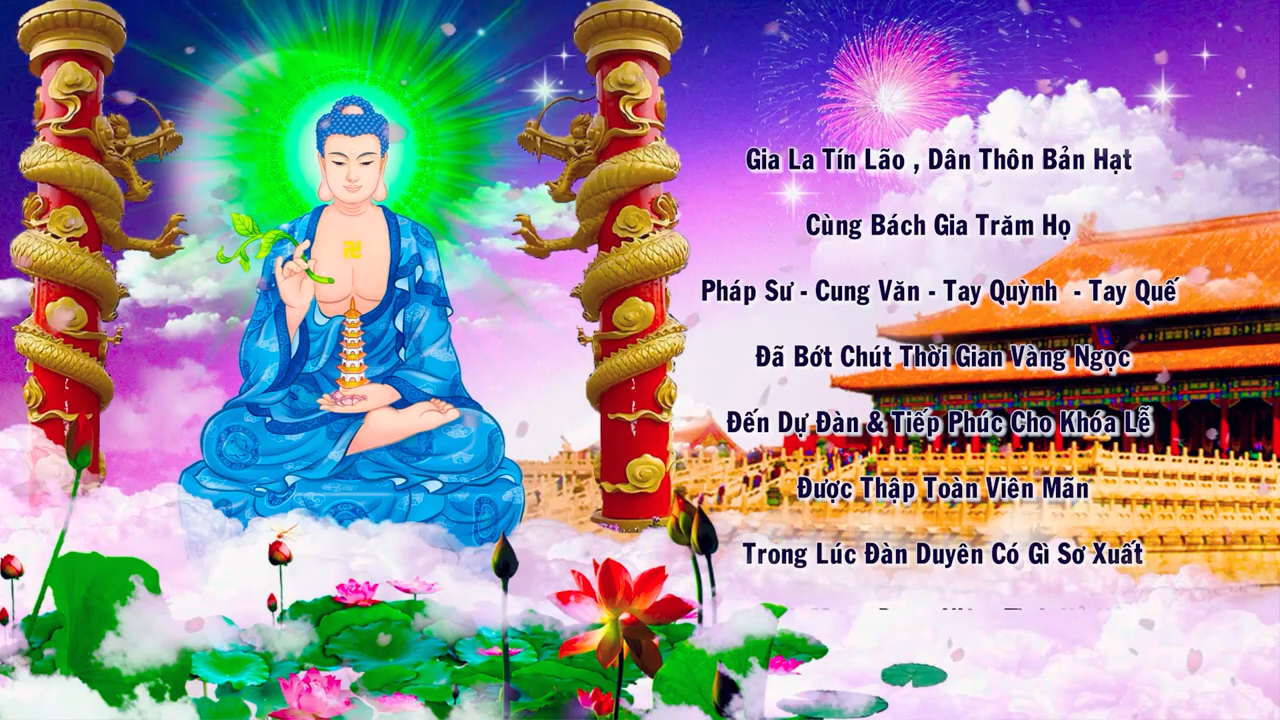 Gia La Tín Lão , Dân Thôn Bản Hạt
Cùng Bách Gia Trăm Họ
Pháp Sư - Cung Văn - Tay Quỳnh - Tay Quế
Đã Bớt Chút Thời Gian Vàng Ngọc
Đến Dự Đàn & Tiếp Phúc Cho Khóa Lễ
Được Thập Toàn Viên Mãn
Trong Lúc Đàn Duyên Có Gì Sơ Xuất